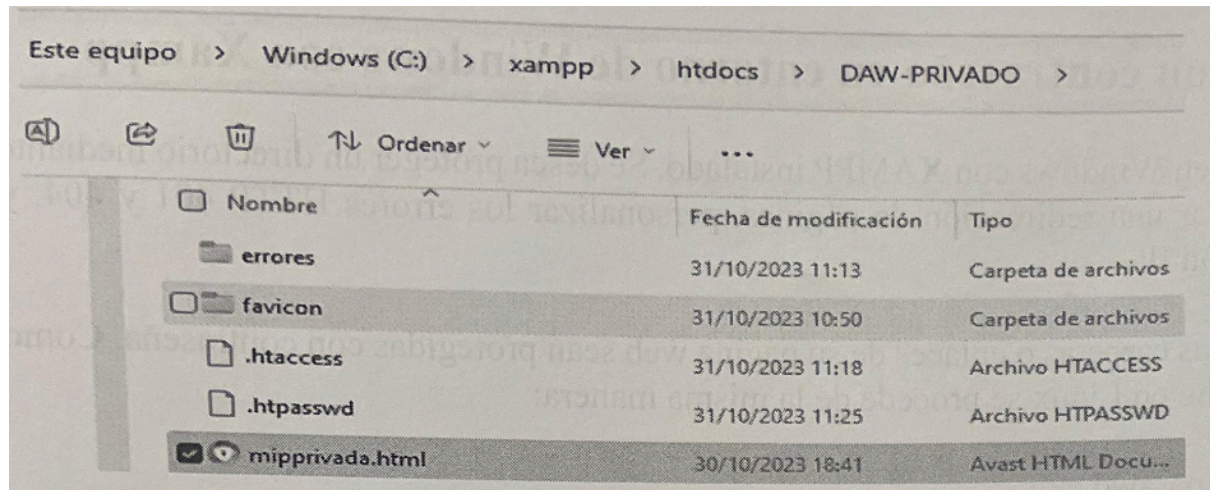 Este equipo > Windows (C:) > xampp > htdocs > DAW-PRIVADO >
Ordenar Ver ...
Nombre Fecha de modificación Tipo
errores 31/10/2023 11:13 Carpeta de archivos
favicon 31/10/2023 10:50 Carpeta de archivos
.htaccess 31/10/2023 11:18 Archivo HTACCESS
.htpasswd 31/10/2023 11:25 Archivo HTPASSWD
mipprivada.html 30/10/2023 18:41 Avast HTML Docu...